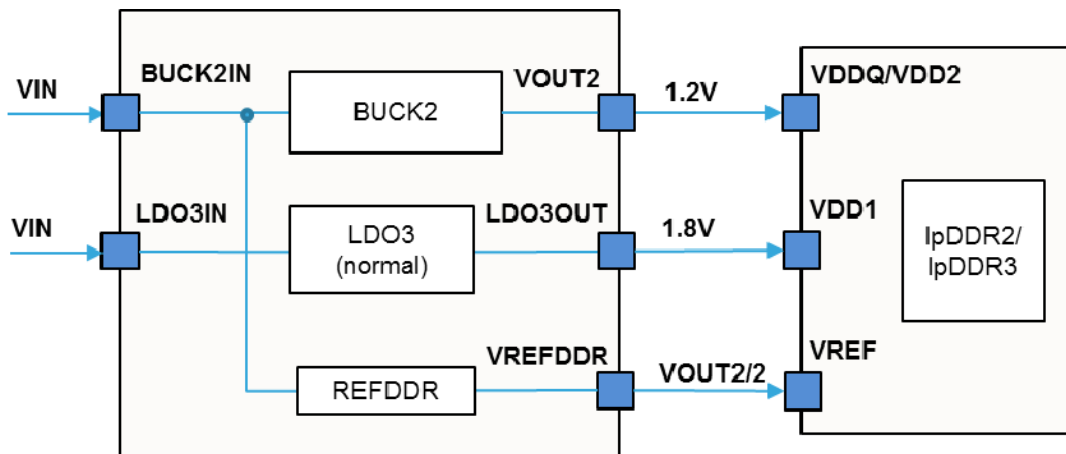 VIN
BUCK2IN
BUCK2
VOUT2
1.2V
VDDQ/VDD2
VIN
LDO3IN
LDO3
(normal)
LDO3OUT
1.8V
VDD1
lpDDR2/
lpDDR3
REFDDR
VREFDDR
VOUT2/2
VREF